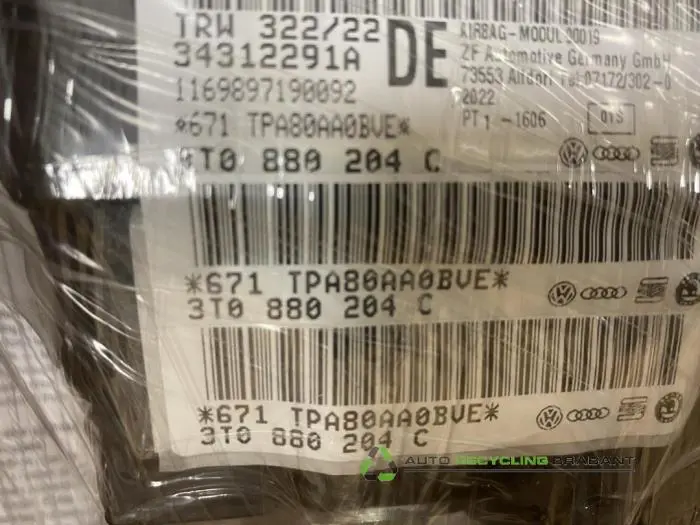 TRW 322/22
34312291A
DE
AIRBAG-MODUL 00019
ZF Automotive Germany GmbH
73553 Alfdorf Tel.07172/302-0
2022
PT1-1606
OTS
1169897190092
*671 TPA80AA0BVE*
3T0 880 204 C
*671 TPA80AA0BVE*
3T0 880 204 C
*671 TPA80AA0BVE*
3T0 880 204 C
AUTO RECYCLING BRABANT